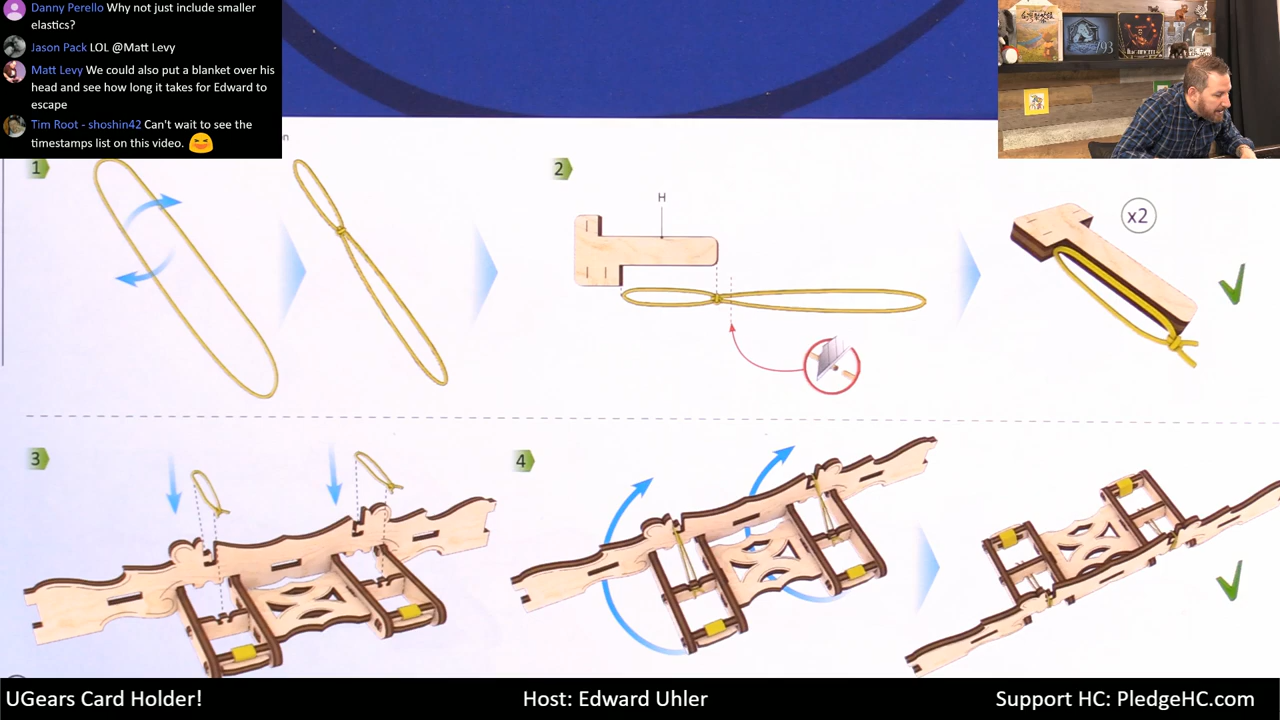 Danny Perello Why not just include smaller
elastics?
Jason Pack LOL @Matt Levy
Matt Levy We could also put a blanket over his
head and see how long it takes for Edward to
escape
Tim Root - shoshin42 Can't wait to see the
timestamps list on this video.
/93
n
1
2
H
x2
3
4
UGears Card Holder!
Host: Edward Uhler
Support HC: PledgeHC.com